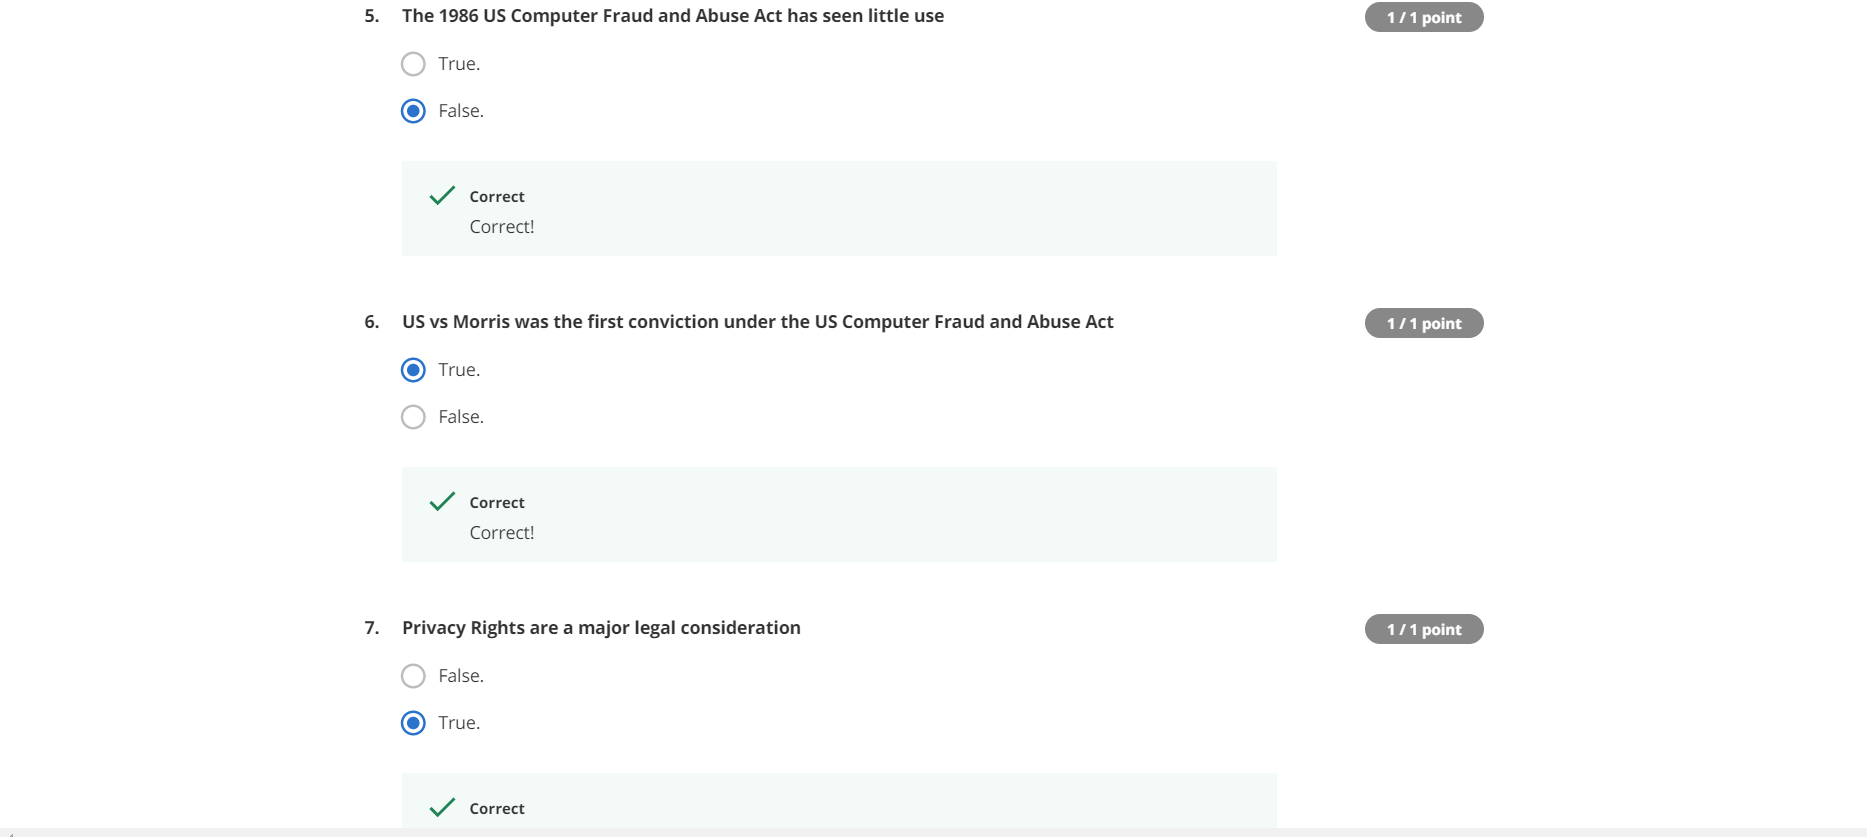 5. The 1986 US Computer Fraud and Abuse Act has seen little use 1 / 1 point
True.
False.
Correct
Correct!
6. US vs Morris was the first conviction under the US Computer Fraud and Abuse Act 1 / 1 point
True.
False.
Correct
Correct!
7. Privacy Rights are a major legal consideration 1 / 1 point
False.
True.
Correct